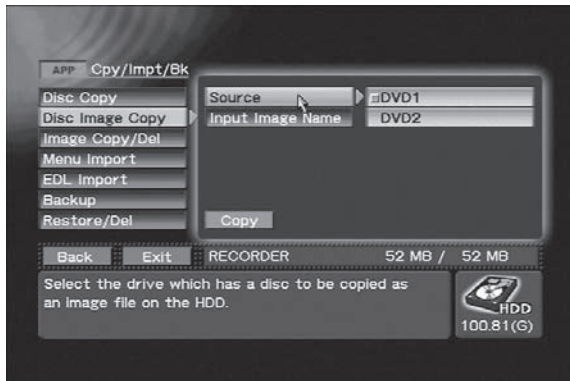 APP Cpy/Impt/Bk
Disc Copy
Disc Image Copy
Image Copy/Del
Menu Import
EDL Import
Backup
Restore/Del
Source
DVD1
Input Image Name
DVD2
Copy
Back
Exit
RECORDER
52 MB / 52 MB
Select the drive which has a disc to be copied as
an image file on the HDD.
HDD
100.81(G)